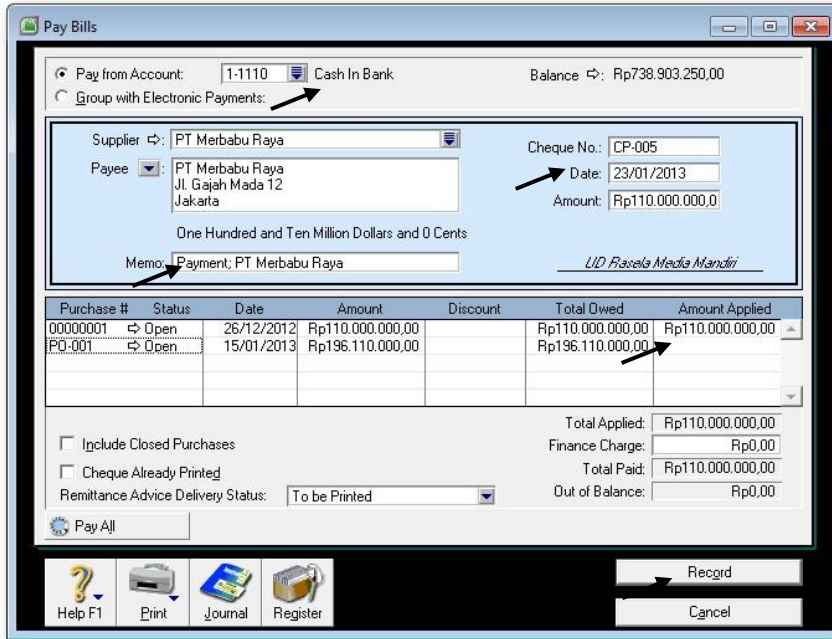 Pay Bills
Pay from Account: 1-1110 Cash In Bank Balance ⇨: Rp738.903.250,00
Group with Electronic Payments:
Supplier ⇨: PT Merbabu Raya
Cheque No.: CP-005
Payee : PT Merbabu Raya
Date: 23/01/2013
Jl. Gajah Mada 12
Jakarta
Amount: Rp110.000.000,0
One Hundred and Ten Million Dollars and 0 Cents
Memo: Payment; PT Merbabu Raya
UD Rasela Media Mandiri
Purchase # Status Date Amount Discount Total Owed Amount Applied
00000001 ⇨ Open 26/12/2012 Rp110.000.000,00 Rp110.000.000,00 Rp110.000.000,00
PO-001 ⇨ Open 15/01/2013 Rp196.110.000,00 Rp196.110.000,00
Total Applied: Rp110.000.000,00
Include Closed Purchases
Finance Charge: Rp0,00
Cheque Already Printed
Total Paid: Rp110.000.000,00
Remittance Advice Delivery Status: To be Printed
Out of Balance: Rp0,00
Pay All
Help F1 Print Journal Register
Record
Cancel